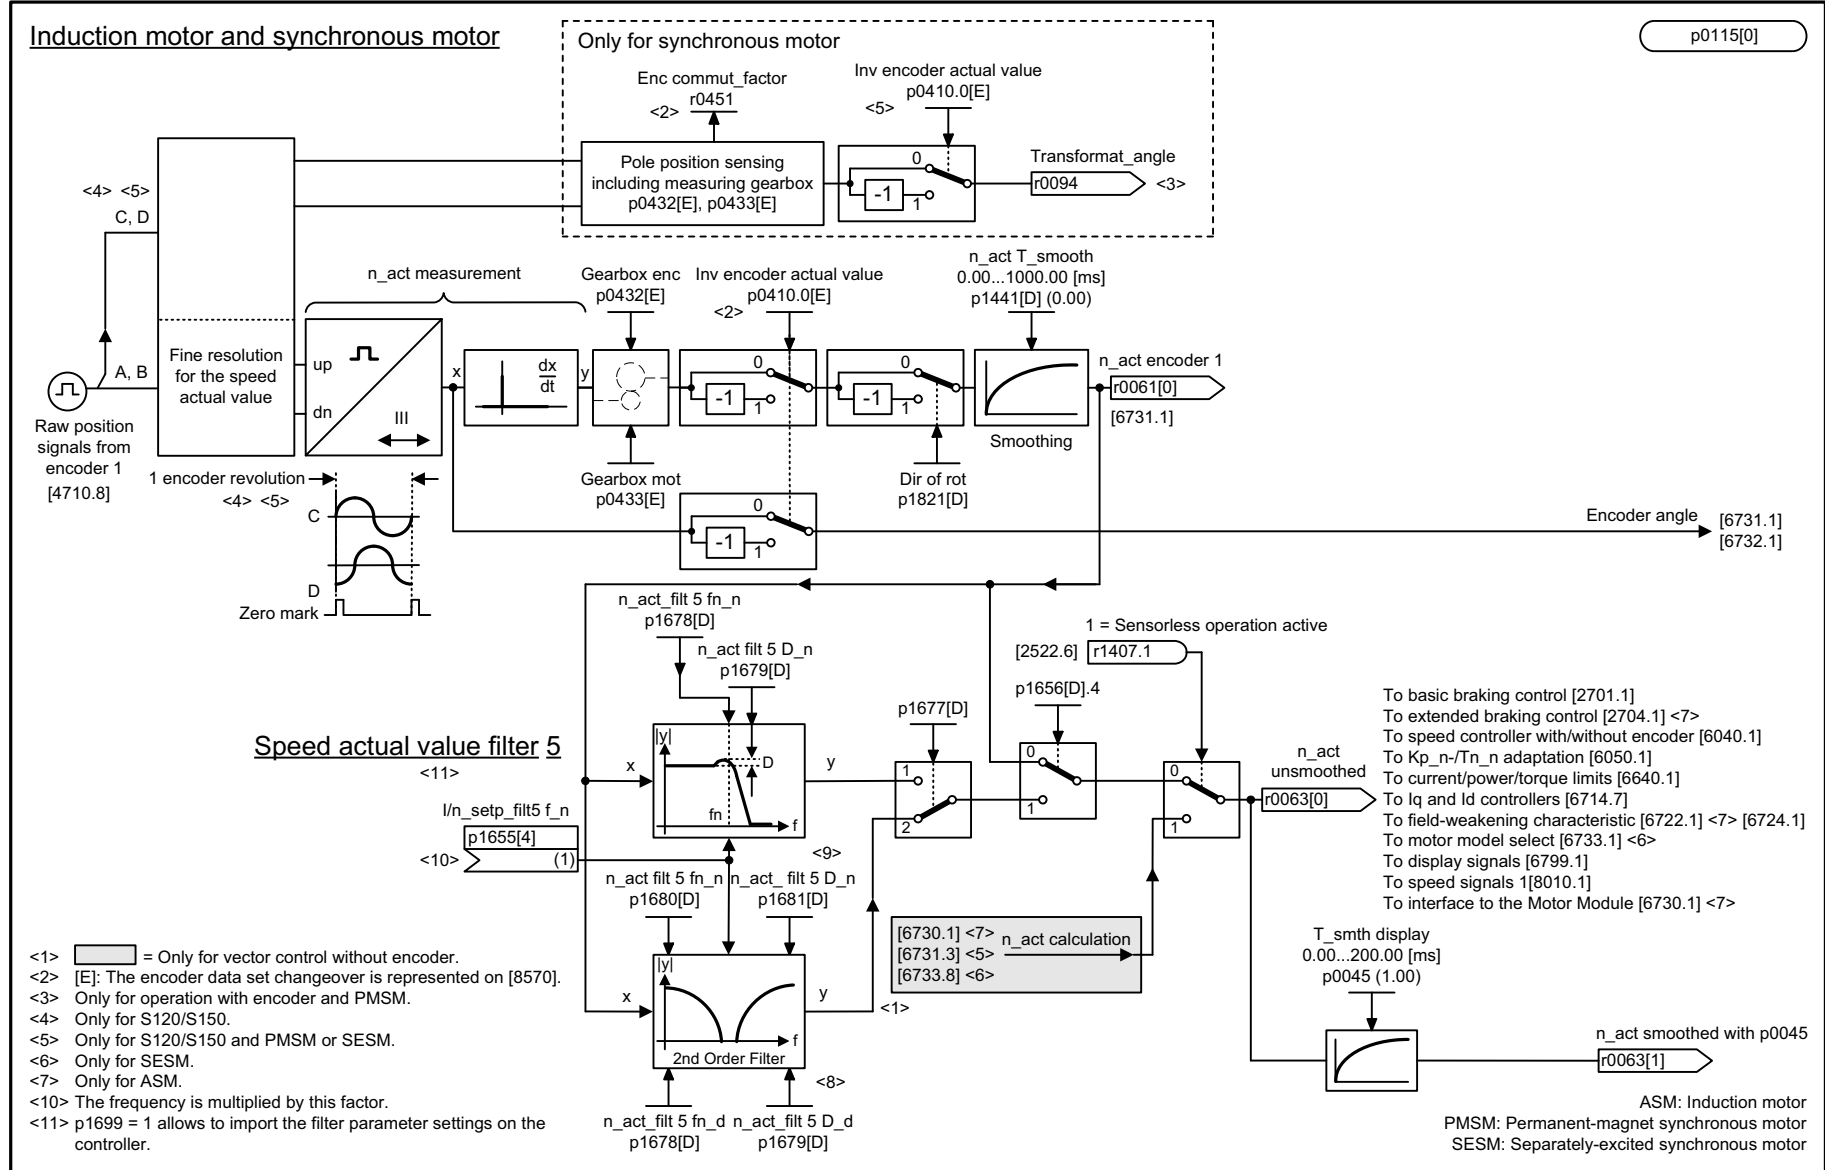 Induction motor and synchronous motor
Only for synchronous motor
p0115[0]
Enc commut_factor
r0451
<2>
Inv encoder actual value
p0410.0[E]
<5>
Pole position sensing
including measuring gearbox
p0432[E], p0433[E]
0
-1
1
Transformat_angle
r0094
<3>
<4> <5>
C, D
A, B
Raw position
signals from
encoder 1
[4710.8]
Fine resolution
for the speed
actual value
n_act measurement
up
dn
III
x
dx
dt
y
Gearbox enc
p0432[E]
Gearbox mot
p0433[E]
Inv encoder actual value
p0410.0[E]
<2>
0
-1
1
0
-1
1
Dir of rot
p1821[D]
n_act T_smooth
0.00...1000.00 [ms]
p1441[D] (0.00)
Smoothing
n_act encoder 1
r0061[0]
[6731.1]
1 encoder revolution
<4> <5>
C
D
Zero mark
0
-1
1
Encoder angle
[6731.1]
[6732.1]
n_act_filt 5 fn_n
p1678[D]
n_act filt 5 D_n
p1679[D]
Speed actual value filter 5
<11>
x
|y|
D
fn
f
y
l/n_setp_filt5 f_n
p1655[4]
(1)
<10>
<9>
n_act filt 5 fn_n
p1680[D]
n_act_ filt 5 D_n
p1681[D]
x
|y|
f
y
2nd Order Filter
<8>
n_act_filt 5 fn_d
p1678[D]
n_act_filt 5 D_d
p1679[D]
p1677[D]
1
2
1 = Sensorless operation active
[2522.6]
r1407.1
p1656[D].4
0
1
0
1
n_act
unsmoothed
r0063[0]
To basic braking control [2701.1]
To extended braking control [2704.1] <7>
To speed controller with/without encoder [6040.1]
To Kp_n-/Tn_n adaptation [6050.1]
To current/power/torque limits [6640.1]
To Iq and Id controllers [6714.7]
To field-weakening characteristic [6722.1] <7> [6724.1]
To motor model select [6733.1] <6>
To display signals [6799.1]
To speed signals 1[8010.1]
To interface to the Motor Module [6730.1] <7>
[6730.1] <7>
[6731.3] <5>
[6733.8] <6>
n_act calculation
<1>
T_smth display
0.00...200.00 [ms]
p0045 (1.00)
n_act smoothed with p0045
r0063[1]
<1> = Only for vector control without encoder.
<2> [E]: The encoder data set changeover is represented on [8570].
<3> Only for operation with encoder and PMSM.
<4> Only for S120/S150.
<5> Only for S120/S150 and PMSM or SESM.
<6> Only for SESM.
<7> Only for ASM.
<10> The frequency is multiplied by this factor.
<11> p1699 = 1 allows to import the filter parameter settings on the
controller.
ASM: Induction motor
PMSM: Permanent-magnet synchronous motor
SESM: Separately-excited synchronous motor